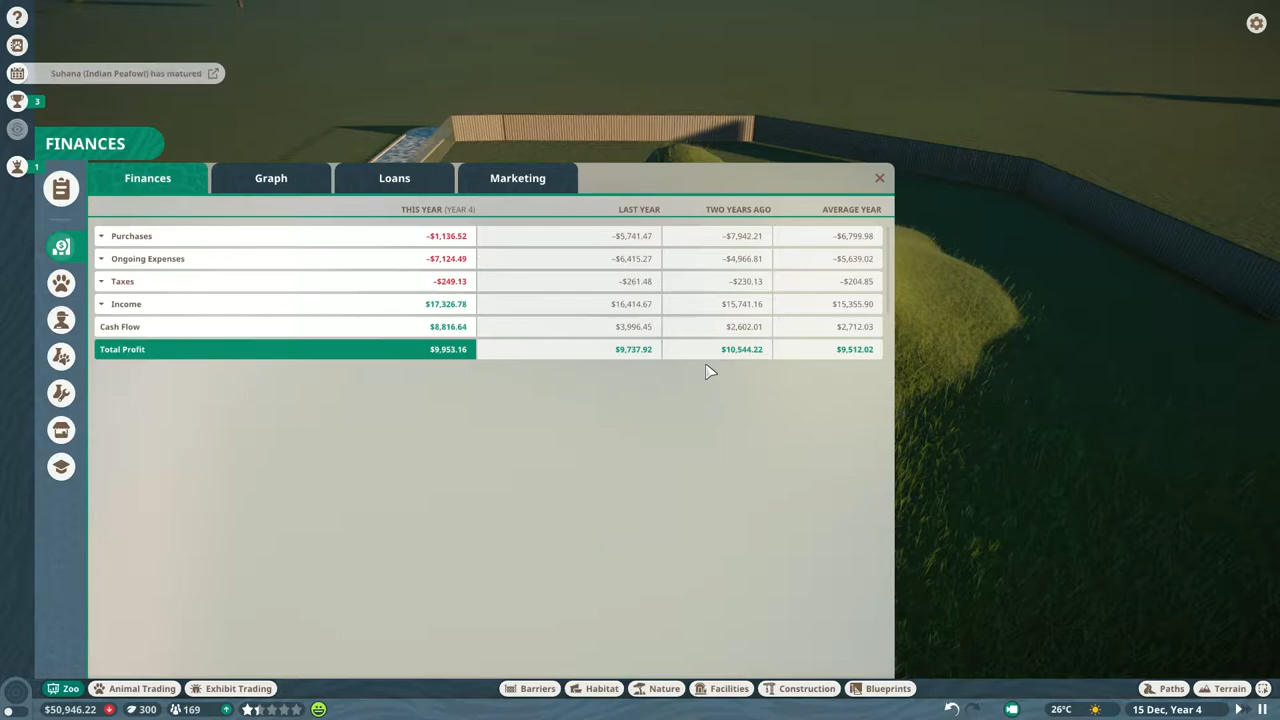 ?
Suhana (Indian Peafowl) has matured
3
FINANCES
1
Finances Graph Loans Marketing
THIS YEAR (YEAR 4) LAST YEAR TWO YEARS AGO AVERAGE YEAR
Purchases –$1,136.52 –$5,741.47 –$7,942.21 –$6,799.98
Ongoing Expenses –$7,124.49 –$6,415.27 –$4,966.81 –$5,639.02
Taxes –$249.13 –$261.48 –$230.13 –$204.85
Income $17,326.78 $16,414.67 $15,741.16 $15,355.90
Cash Flow $8,816.64 $3,996.45 $2,602.01 $2,712.03
Total Profit $9,953.16 $9,737.92 $10,544.22 $9,512.02
Zoo Animal Trading Exhibit Trading Barriers Habitat Nature Facilities Construction Blueprints Paths Terrain
$50,946.22 300 169 26°C 15 Dec, Year 4